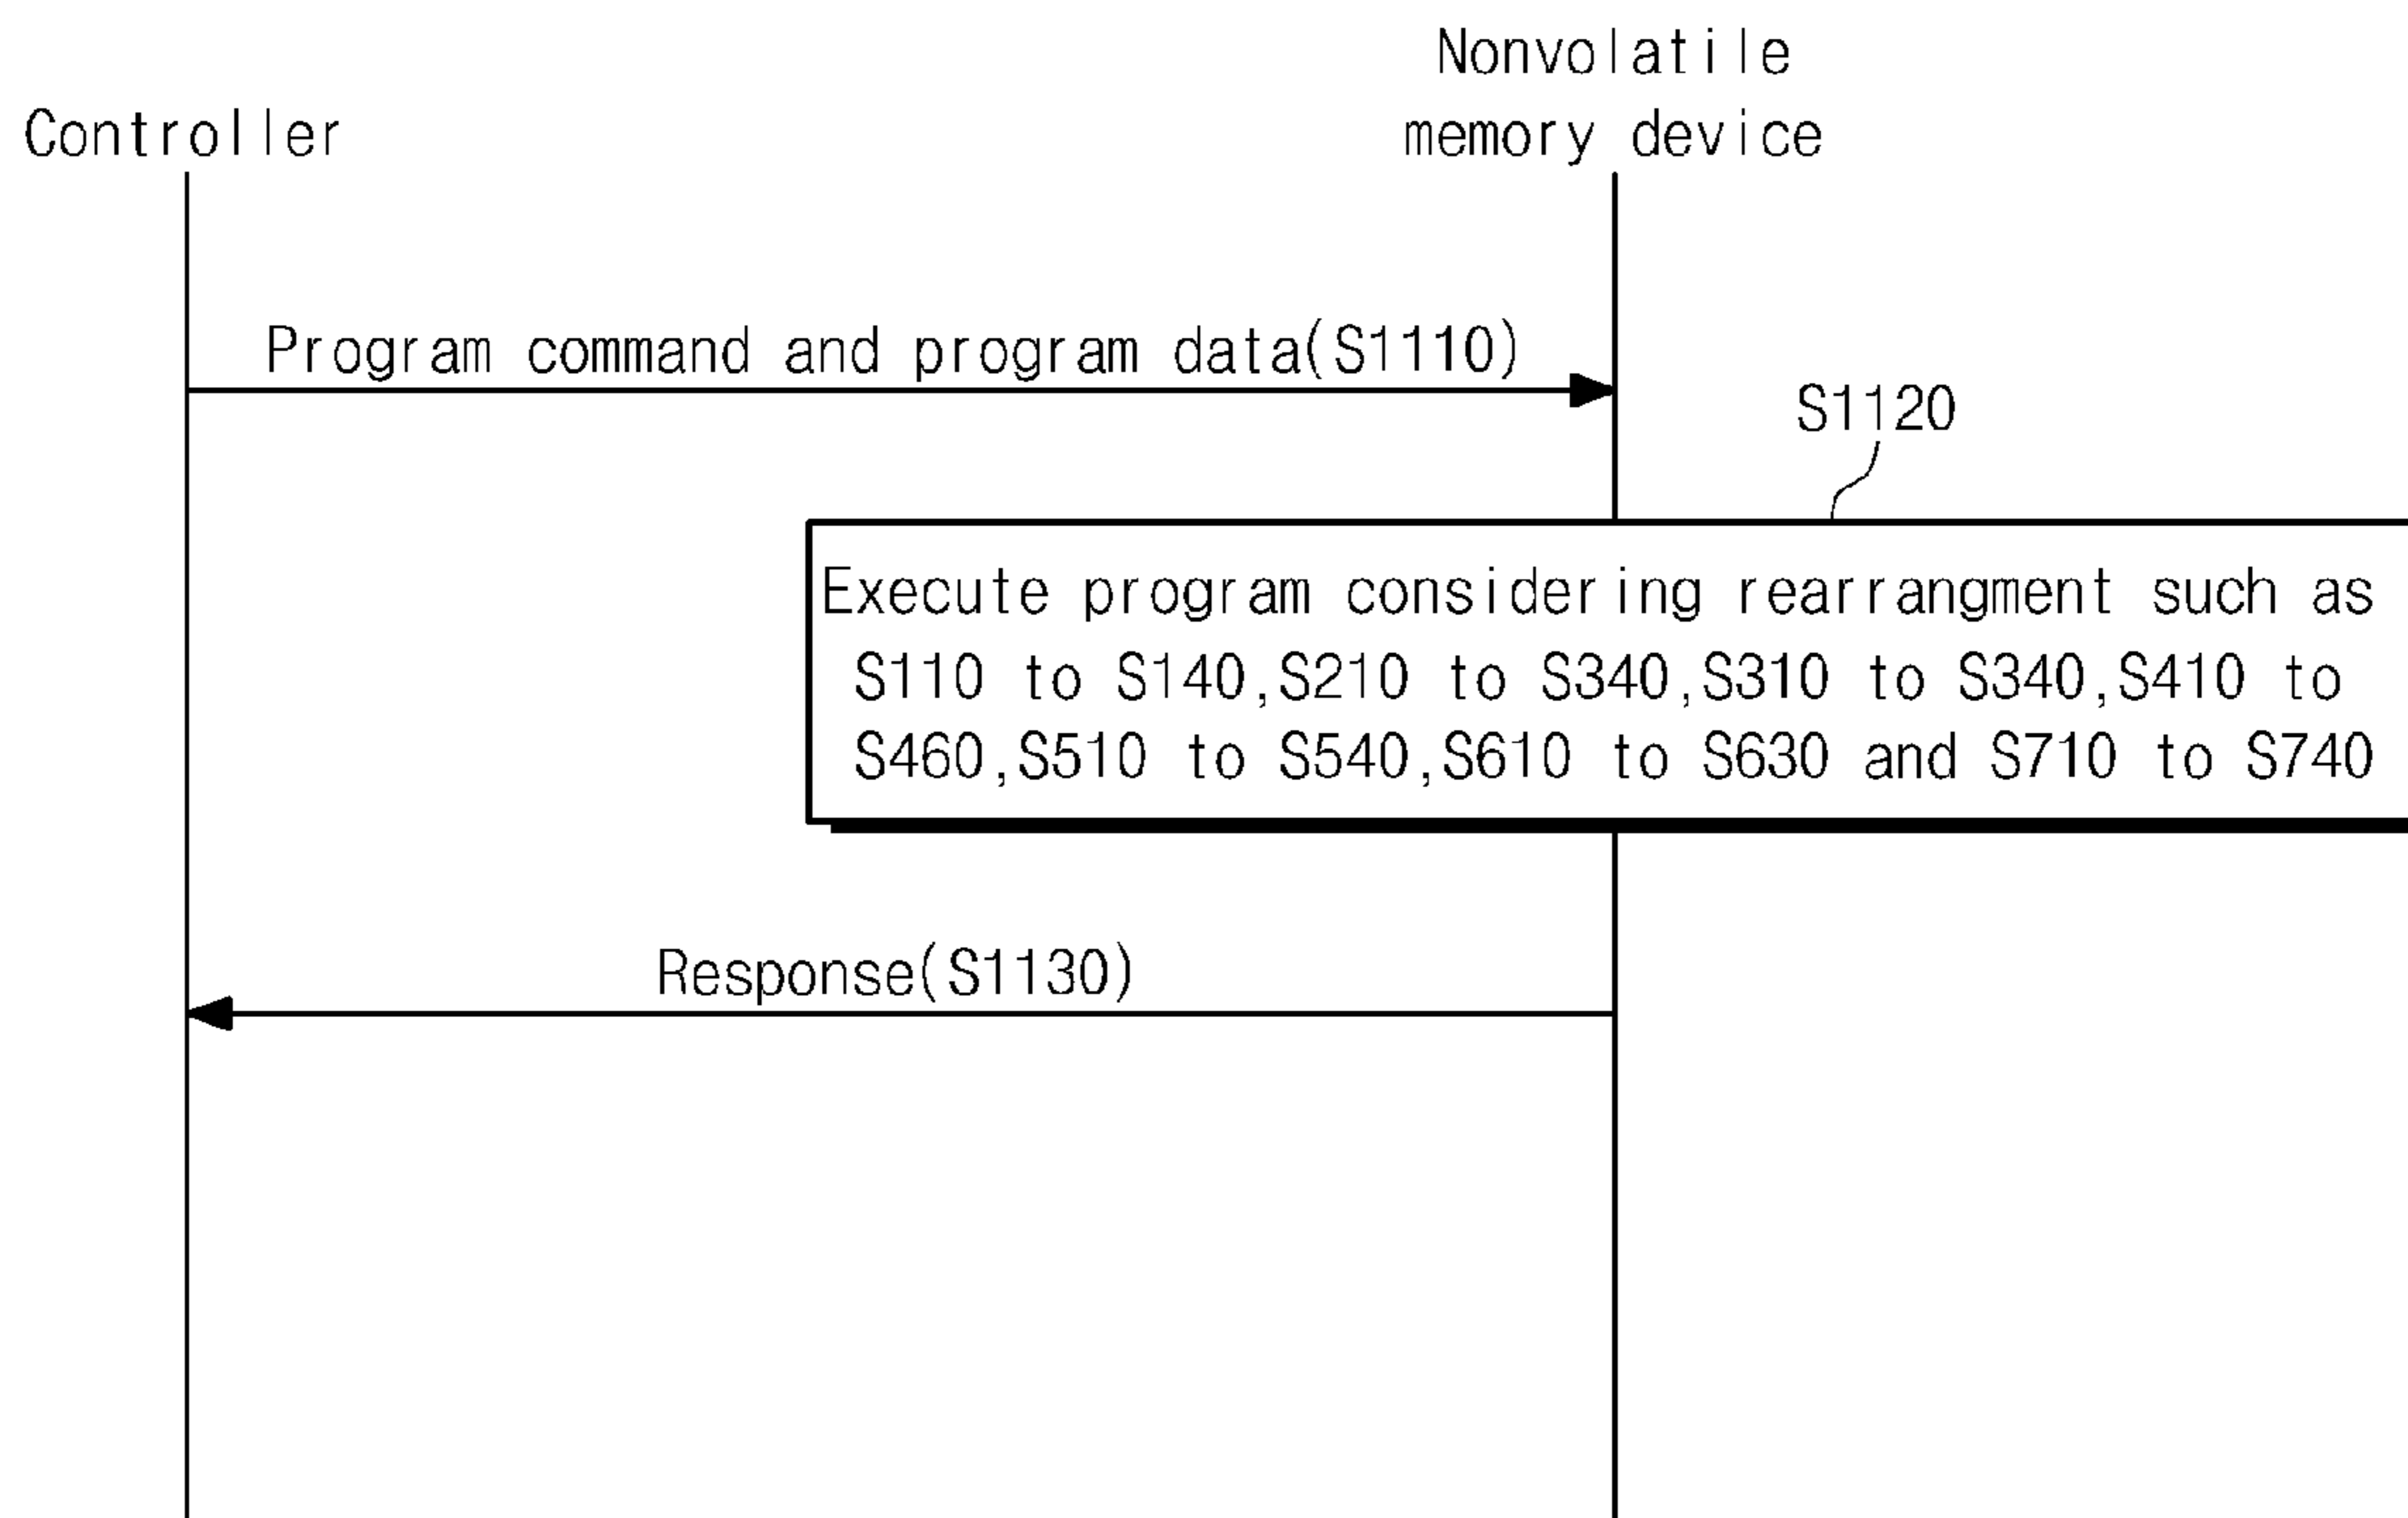 Nonvolatile
Controller
memory device
Program command and program data(S1110)
S1120
Execute program considering rearrangment such as
S110 to S140,S210 to S340,S310 to S340,S410 to
S460,S510 to S540,S610 to S630 and S710 to S740
Response(S1130)